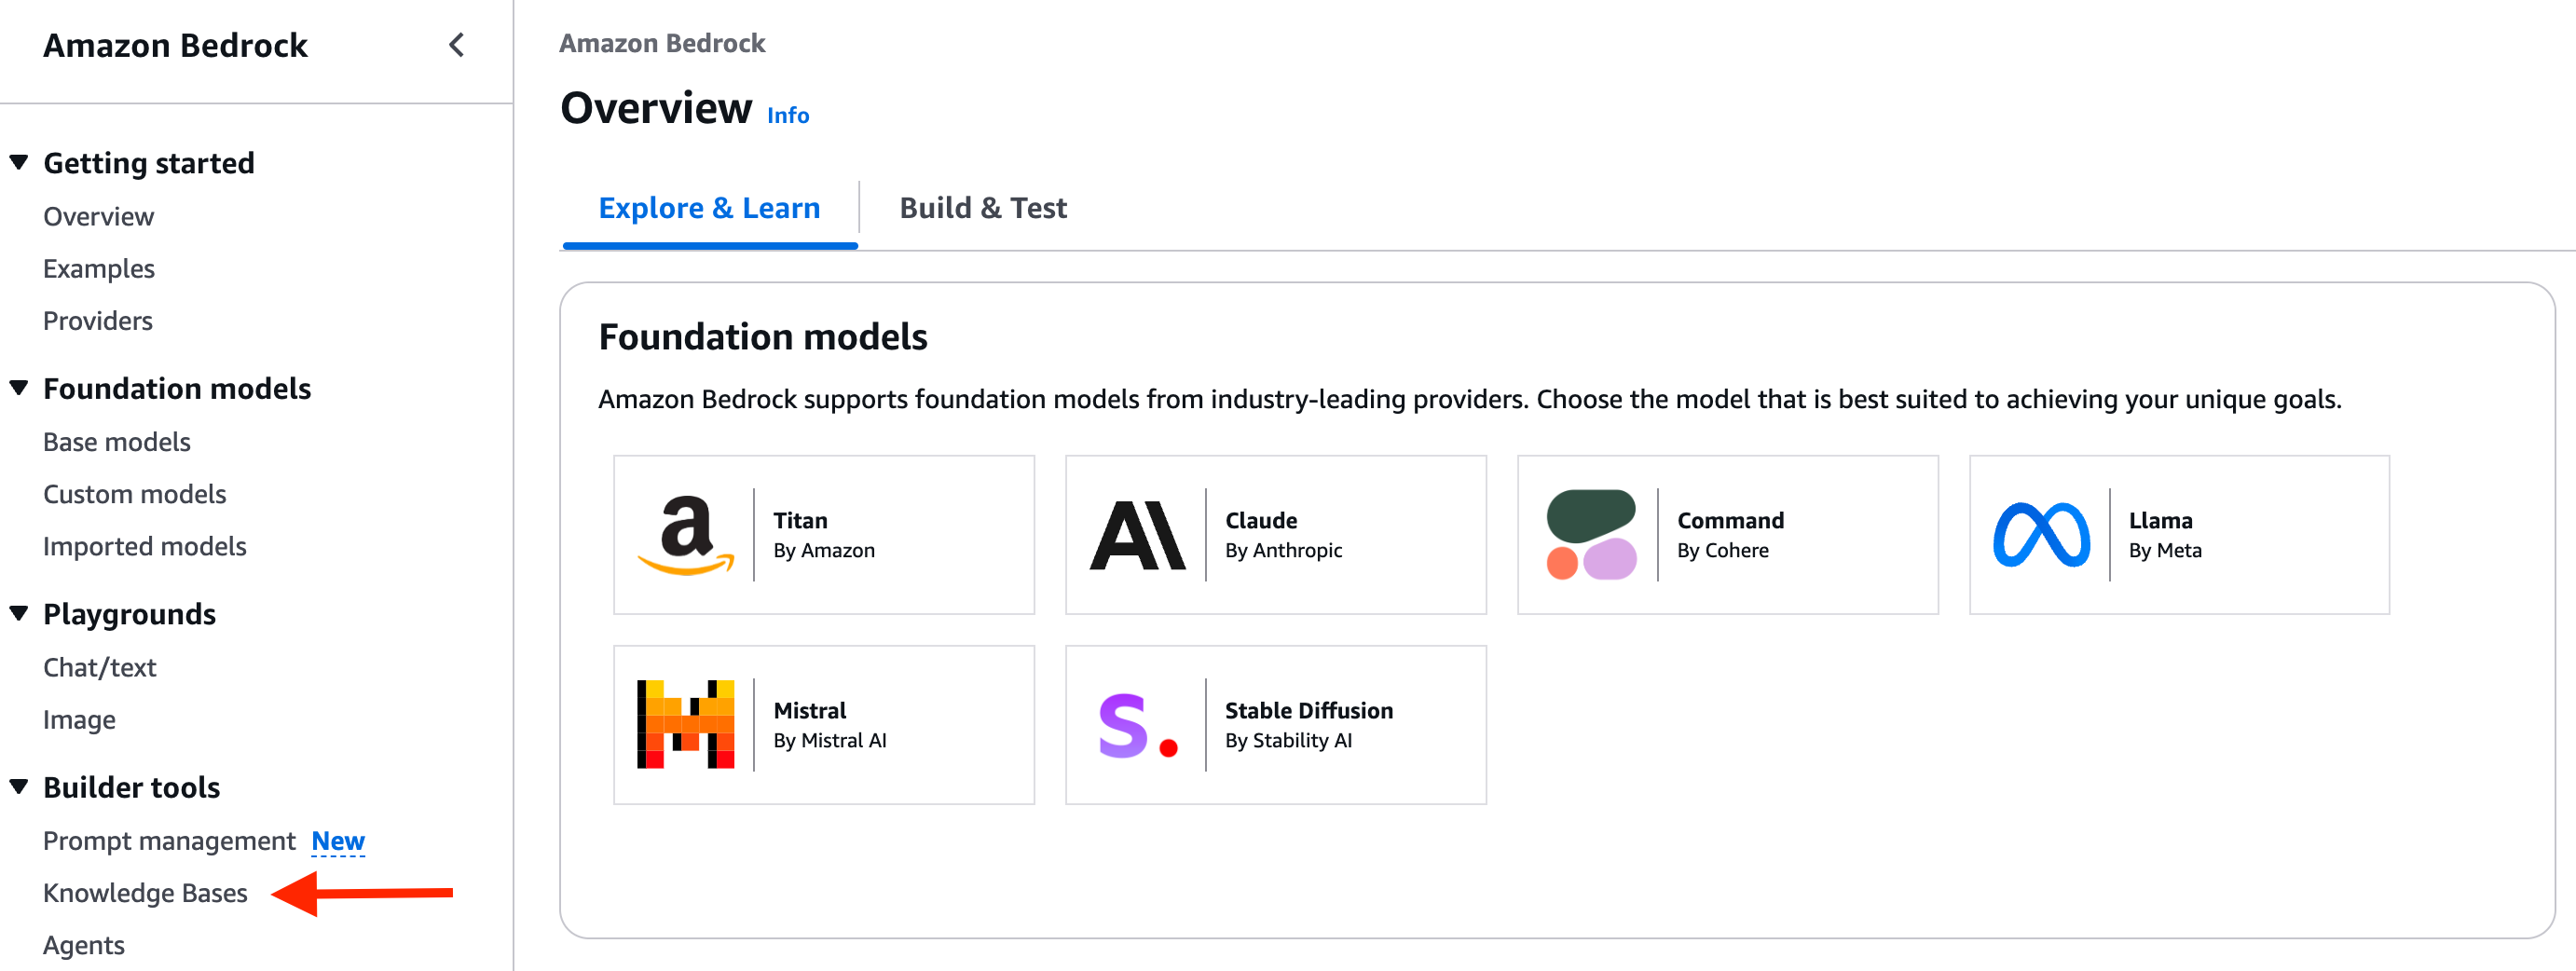 Amazon Bedrock
Getting started
Overview
Examples
Providers
Foundation models
Base models
Custom models
Imported models
Playgrounds
Chat/text
Image
Builder tools
Prompt management New
Knowledge Bases
Agents
Amazon Bedrock
Overview Info
Explore & Learn
Build & Test
Foundation models
Amazon Bedrock supports foundation models from industry-leading providers. Choose the model that is best suited to achieving your unique goals.
Titan
By Amazon
Claude
By Anthropic
Command
By Cohere
Llama
By Meta
Mistral
By Mistral AI
Stable Diffusion
By Stability AI